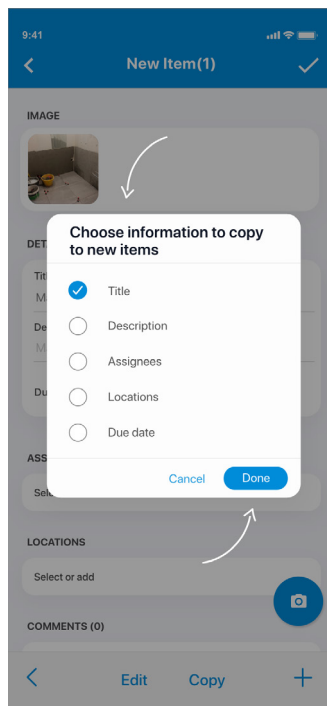 9:41
New Item(1)
IMAGE
Choose information to copy
to new items
Title
Description
Assignees
Locations
Due date
Cancel Done
LOCATIONS
Select or add
COMMENTS (0)
Edit Copy